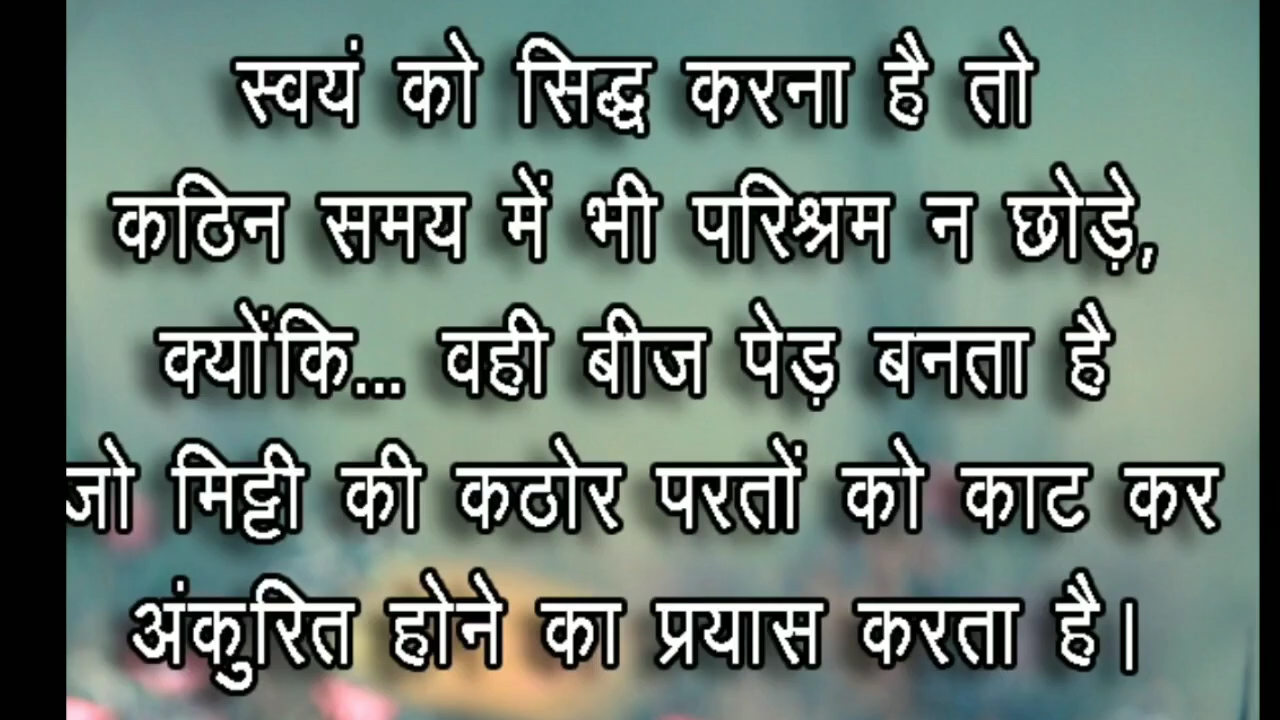 स्वयं को सिद्ध करना है तो
कठिन समय में भी परिश्रम न छोड़े,
क्योंकि... वही बीज पेड़ बनता है
जो मिट्टी की कठोर परतों को काट कर
अंकुरित होने का प्रयास करता है।